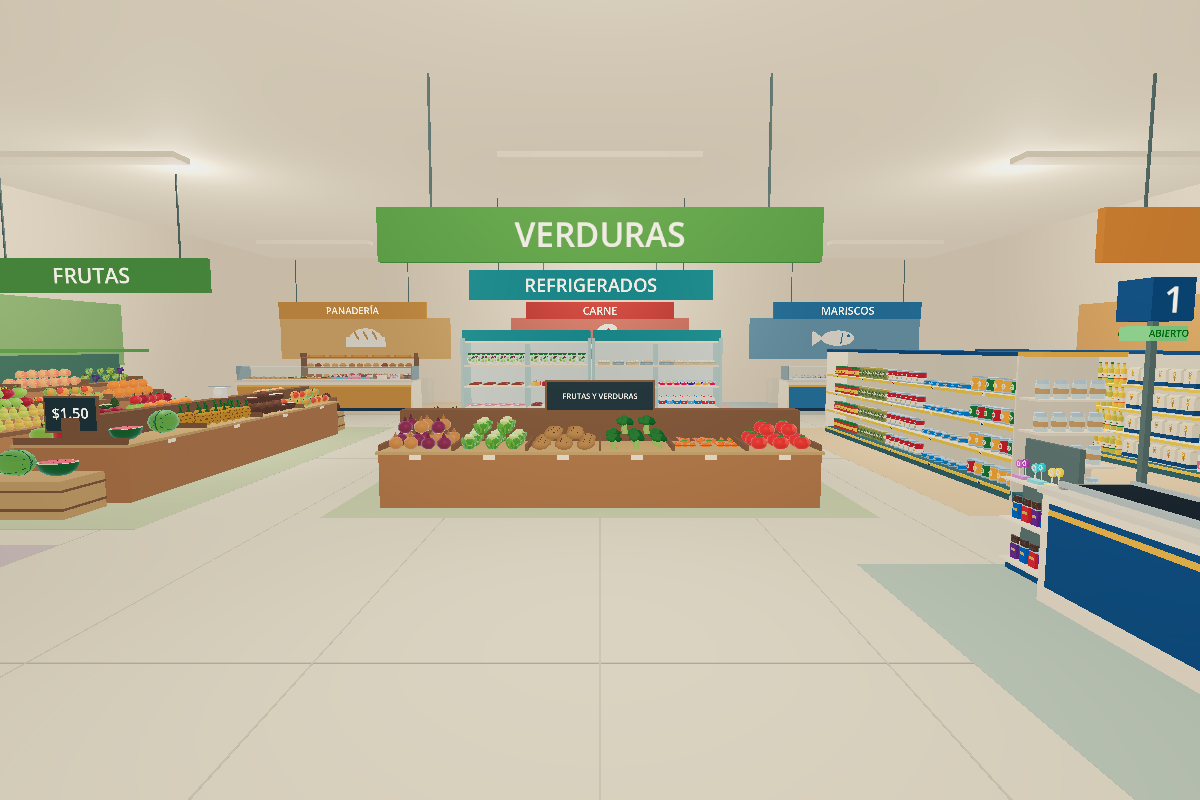 VERDURAS
FRUTAS
REFRIGERADOS
PANADERÍA
CARNE
MARISCOS
1
ABIERTO
FRUTAS Y VERDURAS
$1.50